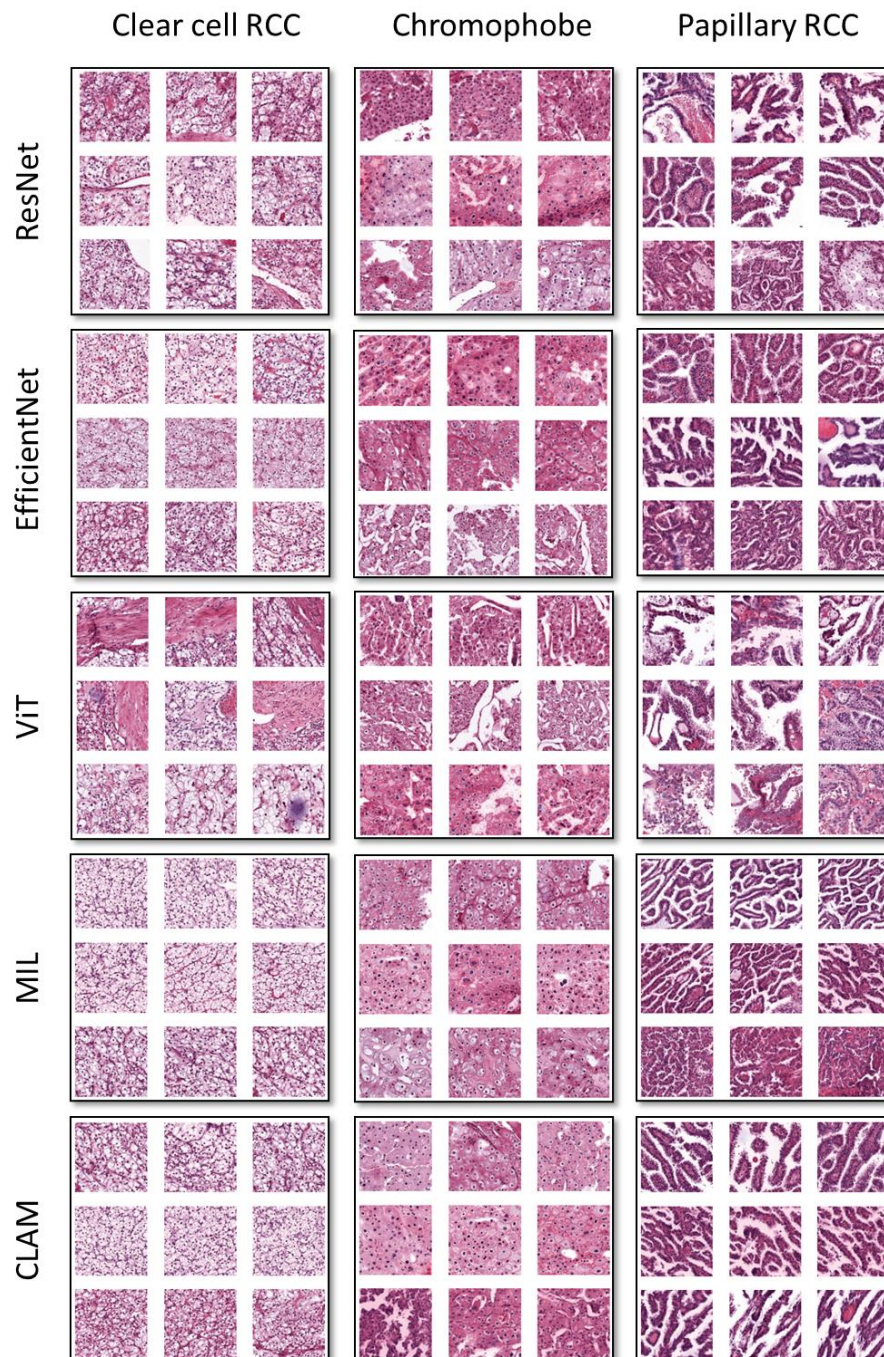 Clear cell RCC
Chromophobe
Papillary RCC
ResNet
EfficientNet
ViT
MIL
CLAM